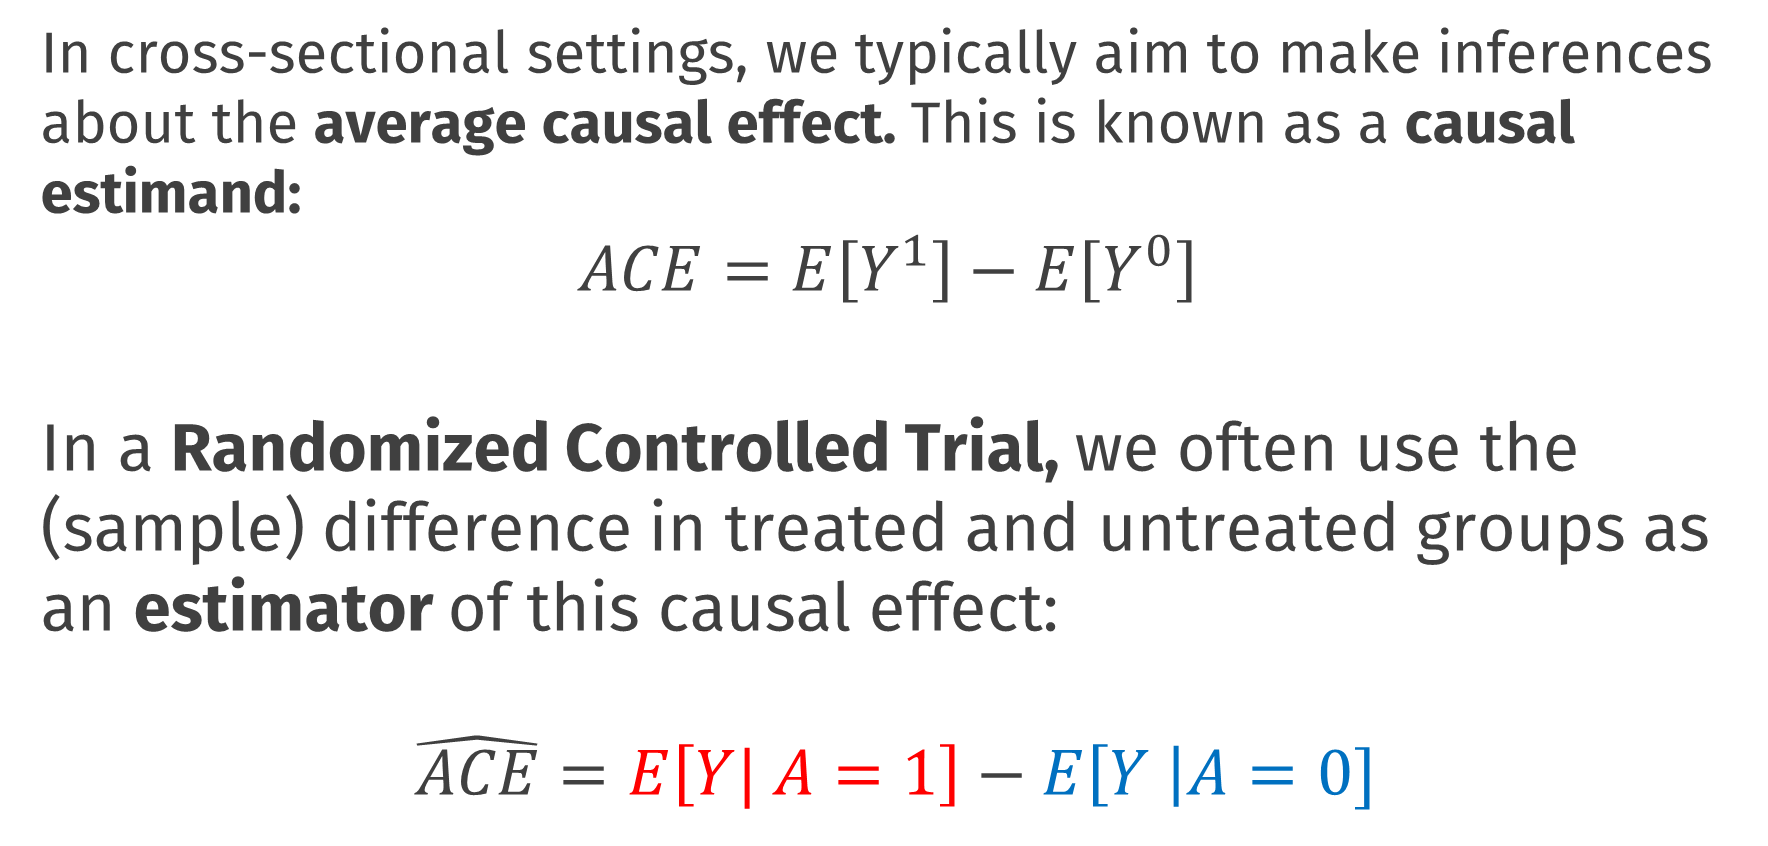 In cross-sectional settings, we typically aim to make inferences
about the average causal effect. This is known as a causal
estimand:
ACE = E[Y¹] − E[Y⁰]
In a Randomized Controlled Trial, we often use the
(sample) difference in treated and untreated groups as
an estimator of this causal effect:
\widehat{ACE} = E[Y| A = 1] − E[Y |A = 0]